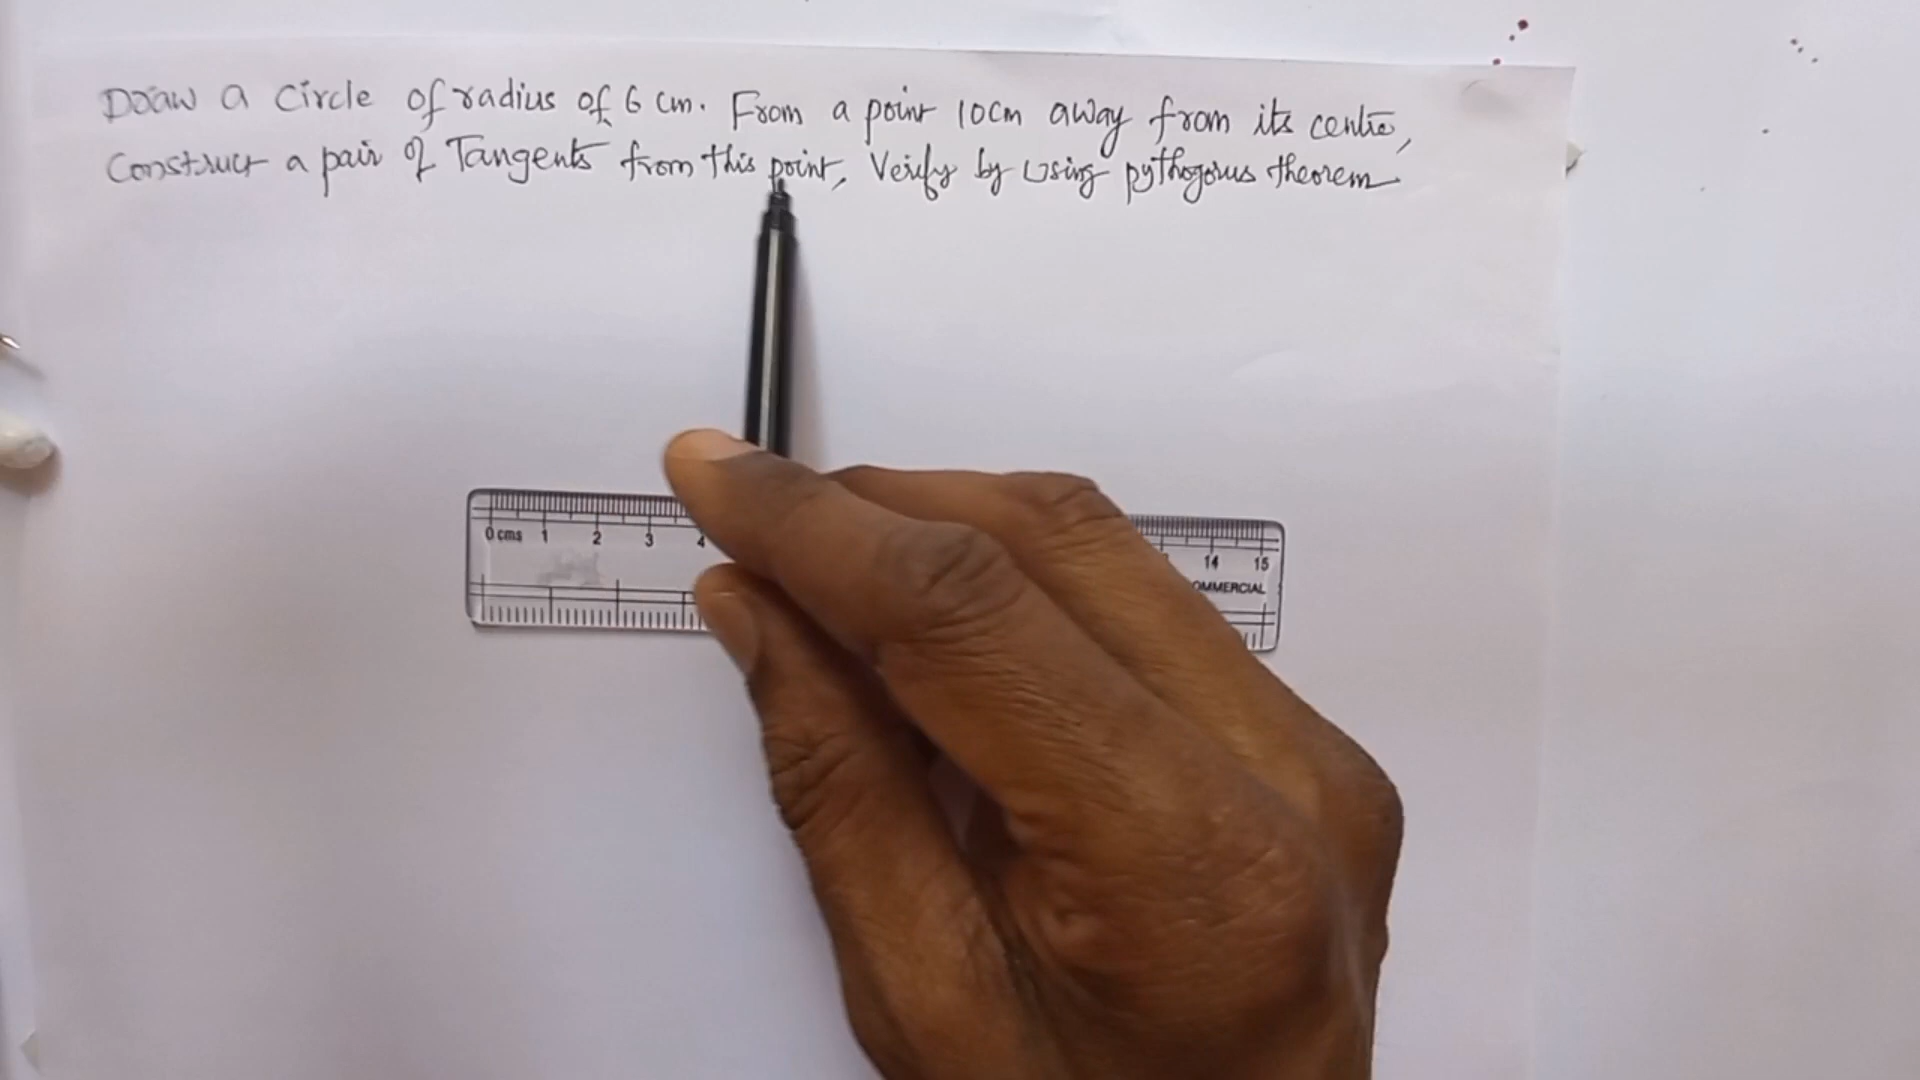 Draw a Circle of radius of 6 cm. From a point 10cm away from its centre,
Construct a pair of Tangents from this point, Verify by Using pythogorus theorem.
0 cms 1 2 3 4 14 15
OMMERCIAL